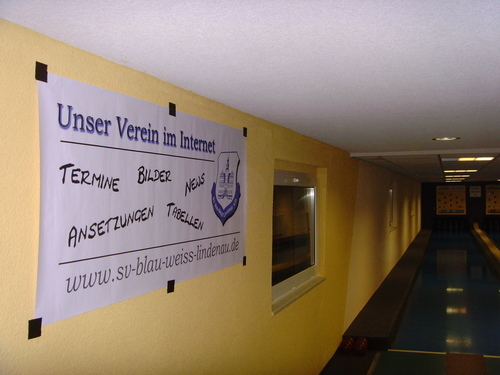 Unser Verein im Internet
TERMINE BILDER NEWS
ANSETZUNGEN TABELLEN
www.sv-blau-weiss-lindenau.de